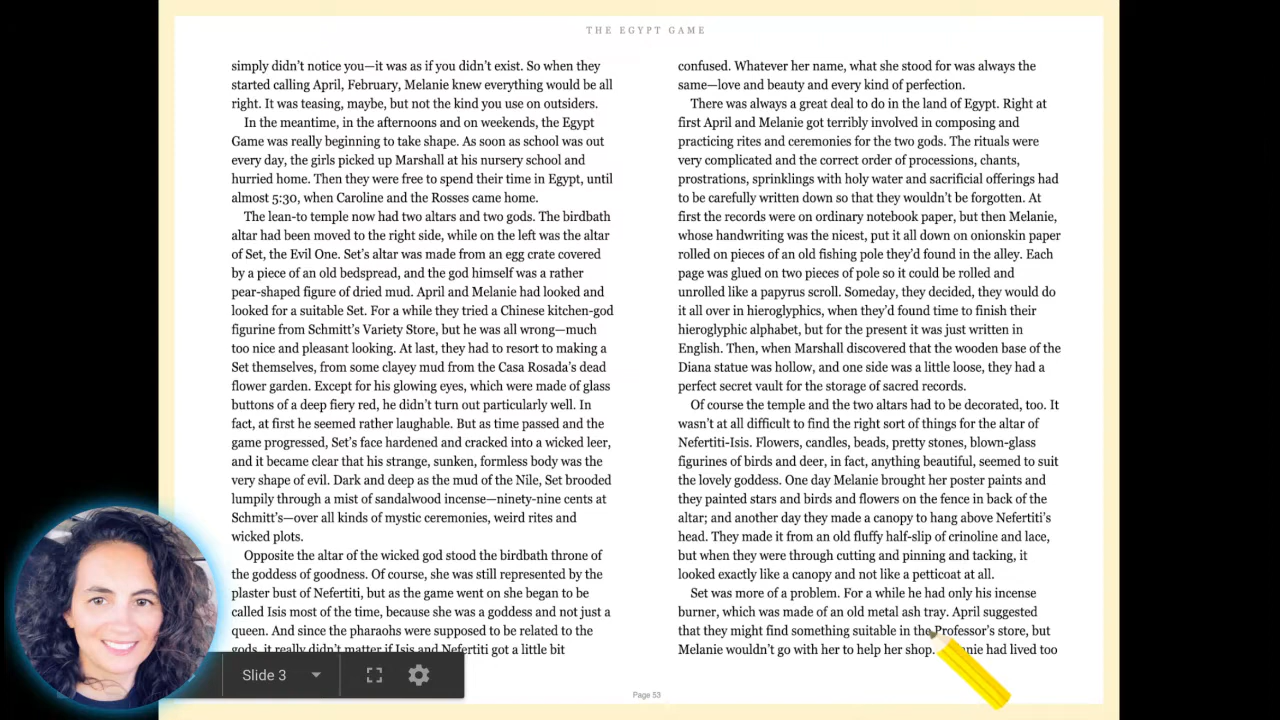 THE EGYPT GAME
simply didn’t notice you—it was as if you didn’t exist. So when they
started calling April, February, Melanie knew everything would be all
right. It was teasing, maybe, but not the kind you use on outsiders.
In the meantime, in the afternoons and on weekends, the Egypt
Game was really beginning to take shape. As soon as school was out
every day, the girls picked up Marshall at his nursery school and
hurried home. Then they were free to spend their time in Egypt, until
almost 5:30, when Caroline and the Rosses came home.
The lean-to temple now had two altars and two gods. The birdbath
altar had been moved to the right side, while on the left was the altar
of Set, the Evil One. Set’s altar was made from an egg crate covered
by a piece of an old bedspread, and the god himself was a rather
pear-shaped figure of dried mud. April and Melanie had looked and
looked for a suitable Set. For a while they tried a Chinese kitchen-god
figurine from Schmitt’s Variety Store, but he was all wrong—much
too nice and pleasant looking. At last, they had to resort to making a
Set themselves, from some clayey mud from the Casa Rosada’s dead
flower garden. Except for his glowing eyes, which were made of glass
buttons of a deep fiery red, he didn’t turn out particularly well. In
fact, at first he seemed rather laughable. But as time passed and the
game progressed, Set’s face hardened and cracked into a wicked leer,
and it became clear that his strange, sunken, formless body was the
very shape of evil. Dark and deep as the mud of the Nile, Set brooded
lumpily through a mist of sandalwood incense—ninety-nine cents at
Schmitt’s—over all kinds of mystic ceremonies, weird rites and
wicked plots.
Opposite the altar of the wicked god stood the birdbath throne of
the goddess of goodness. Of course, she was still represented by the
plaster bust of Nefertiti, but as the game went on she began to be
called Isis most of the time, because she was a goddess and not just a
queen. And since the pharaohs were supposed to be related to the
gods, it really didn’t matter if Isis and Nefertiti got a little bit
confused. Whatever her name, what she stood for was always the
same—love and beauty and every kind of perfection.
There was always a great deal to do in the land of Egypt. Right at
first April and Melanie got terribly involved in composing and
practicing rites and ceremonies for the two gods. The rituals were
very complicated and the correct order of processions, chants,
prostrations, sprinklings with holy water and sacrificial offerings had
to be carefully written down so that they wouldn’t be forgotten. At
first the records were on ordinary notebook paper, but then Melanie,
whose handwriting was the nicest, put it all down on onionskin paper
rolled on pieces of an old fishing pole they’d found in the alley. Each
page was glued on two pieces of pole so it could be rolled and
unrolled like a papyrus scroll. Someday, they decided, they would do
it all over in hieroglyphics, when they’d found time to finish their
hieroglyphic alphabet, but for the present it was just written in
English. Then, when Marshall discovered that the wooden base of the
Diana statue was hollow, and one side was a little loose, they had a
perfect secret vault for the storage of sacred records.
Of course the temple and the two altars had to be decorated, too. It
wasn’t at all difficult to find the right sort of things for the altar of
Nefertiti-Isis. Flowers, candles, beads, pretty stones, blown-glass
figurines of birds and deer, in fact, anything beautiful, seemed to suit
the lovely goddess. One day Melanie brought her poster paints and
they painted stars and birds and flowers on the fence in back of the
altar; and another day they made a canopy to hang above Nefertiti’s
head. They made it from an old fluffy half-slip of crinoline and lace,
but when they were through cutting and pinning and tacking, it
looked exactly like a canopy and not like a petticoat at all.
Set was more of a problem. For a while he had only his incense
burner, which was made of an old metal ash tray. April suggested
that they might find something suitable in the Professor’s store, but
Melanie wouldn’t go with her to help her shop. had lived too
Page 53
Slide 3